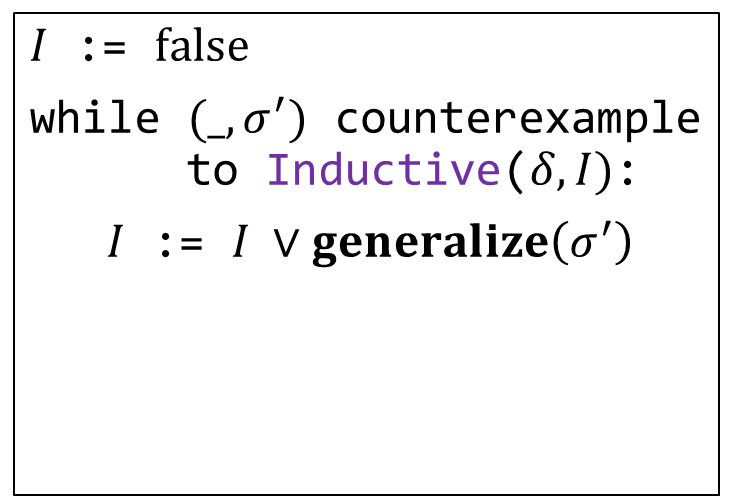 I := false
while (_, σ′) counterexample
to Inductive(δ, I):
I := I ∨ generalize(σ′)